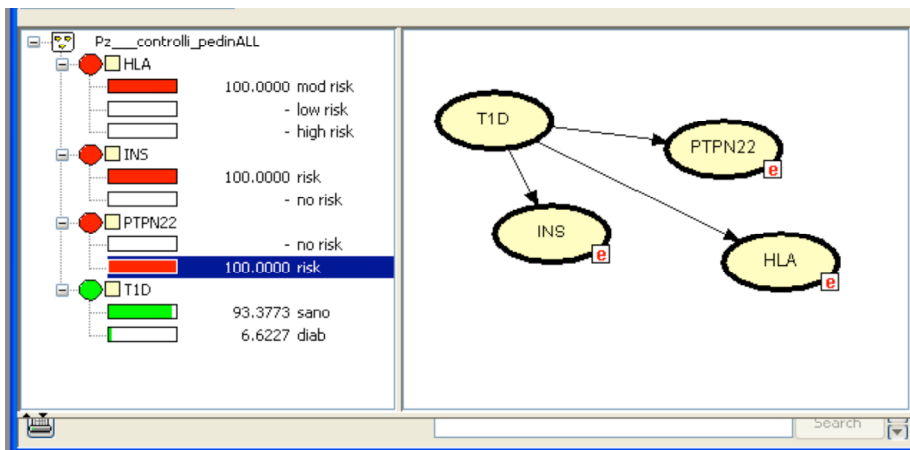 Pz___controlli_pedinALL
HLA
100.0000 mod risk
- low risk
- high risk
INS
100.0000 risk
- no risk
PTPN22
- no risk
100.0000 risk
T1D
93.3773 sano
6.6227 diab
T1D
PTPN22
e
INS
e
HLA
e
Search